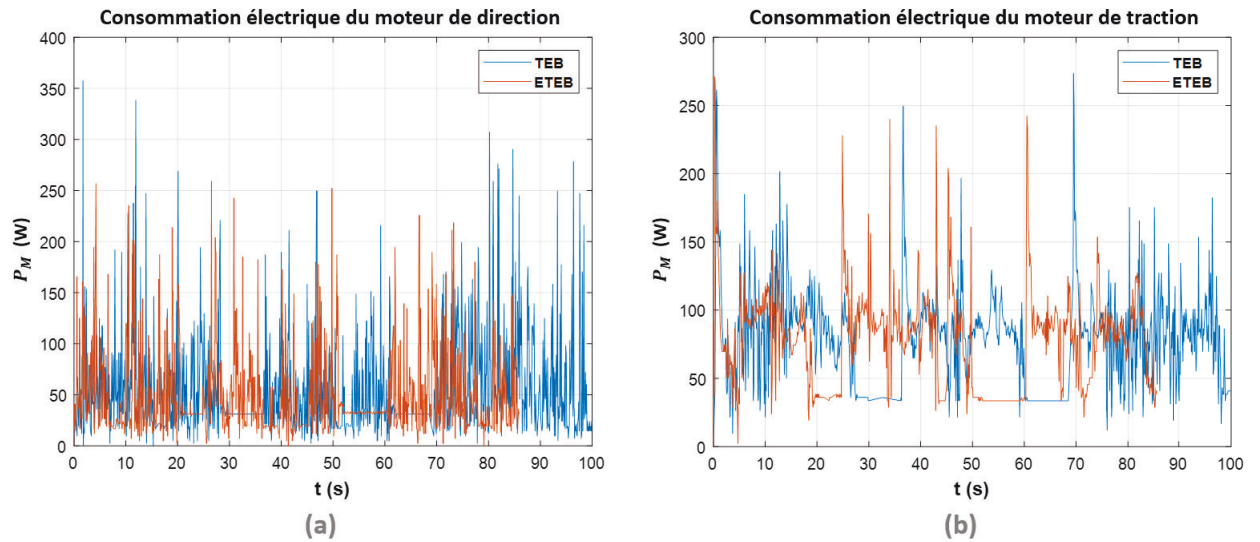 Consommation électrique du moteur de direction
400
350
300
250
200
150
100
50
0
P_M (W)
TEB
ETEB
0 10 20 30 40 50 60 70 80 90 100
t (s)
(a)
Consommation électrique du moteur de traction
300
250
200
150
100
50
0
P_M (W)
TEB
ETEB
0 10 20 30 40 50 60 70 80 90 100
t (s)
(b)